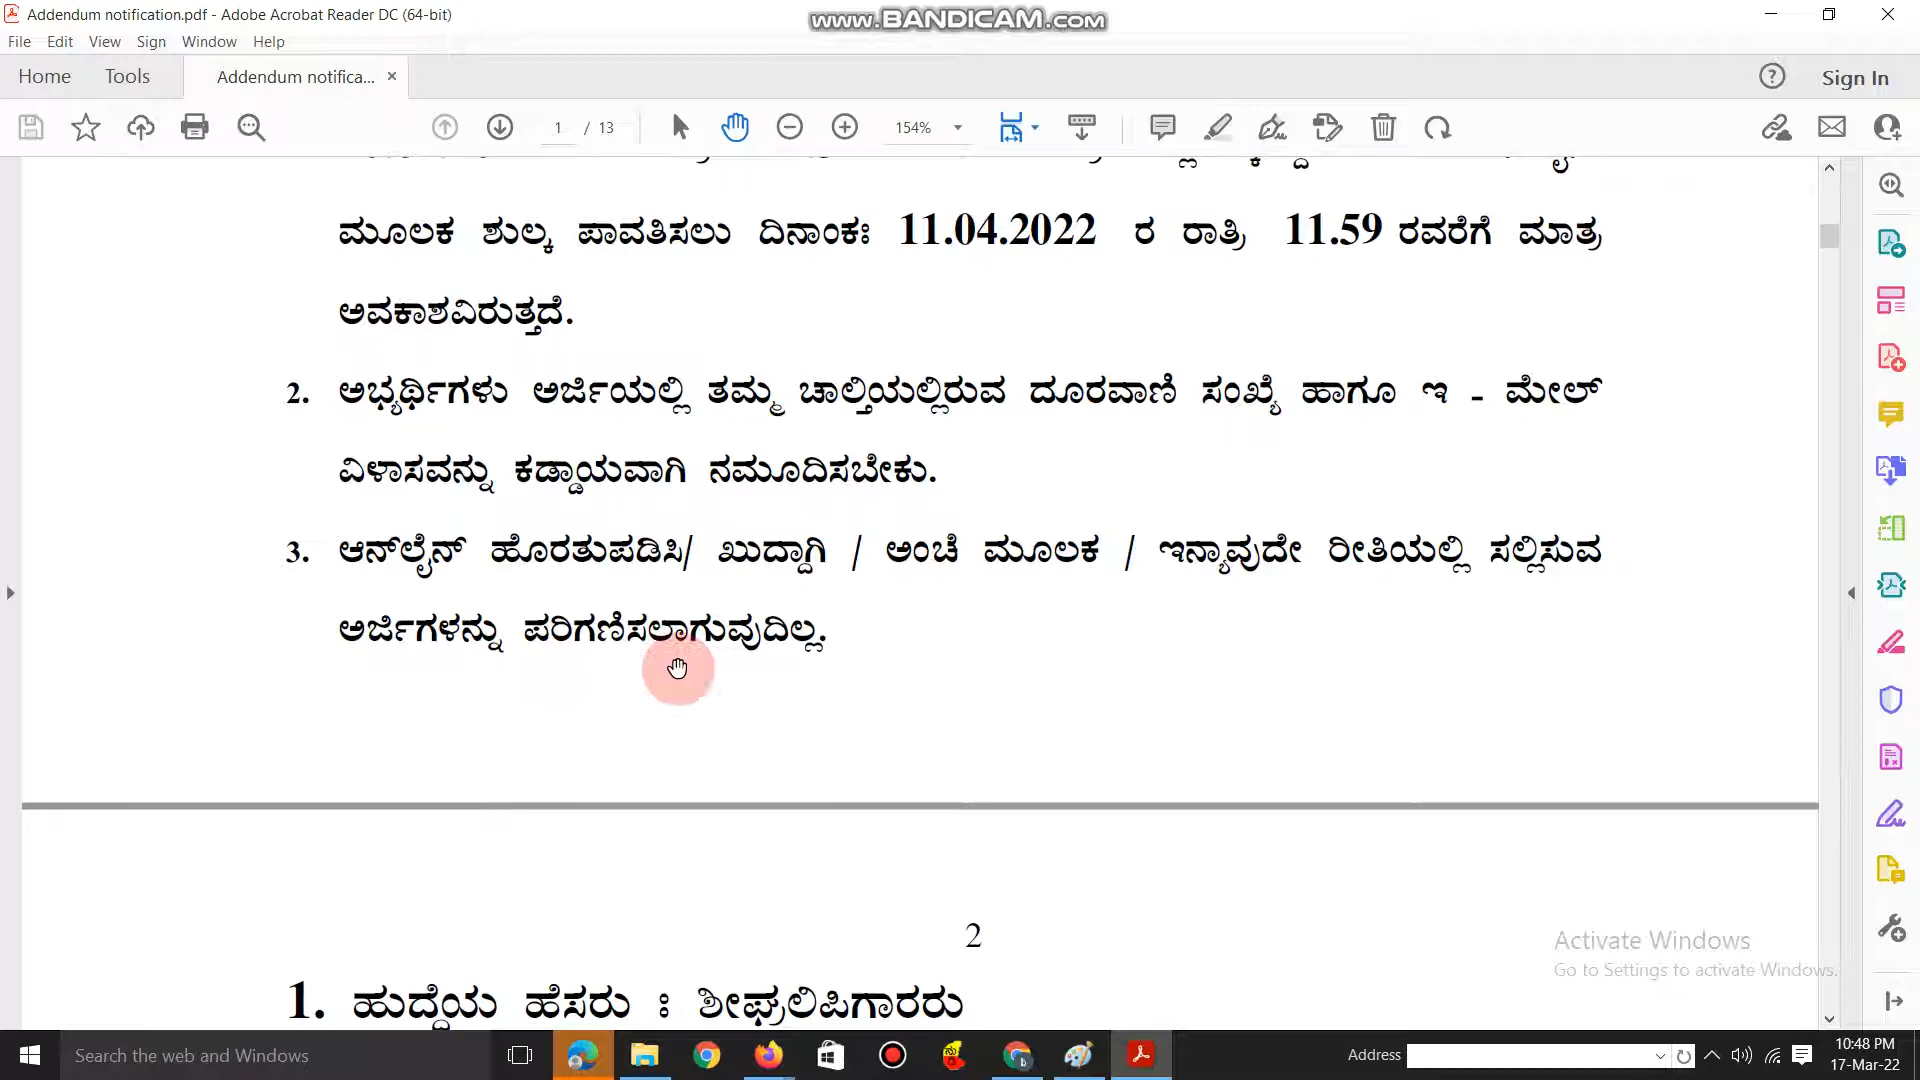 Addendum notification.pdf - Adobe Acrobat Reader DC (64-bit)
www.BANDICAM.com
File Edit View Sign Window Help
Home Tools Addendum notifica... × Sign In
1 / 13 154%
ಮೂಲಕ ಶುಲ್ಕ ಪಾವತಿಸಲು ದಿನಾಂಕಃ 11.04.2022 ರ ರಾತ್ರಿ 11.59 ರವರೆಗೆ ಮಾತ್ರ
ಅವಕಾಶವಿರುತ್ತದೆ.
2. ಅಭ್ಯರ್ಥಿಗಳು ಅರ್ಜಿಯಲ್ಲಿ ತಮ್ಮ ಚಾಲ್ತಿಯಲ್ಲಿರುವ ದೂರವಾಣಿ ಸಂಖ್ಯೆ ಹಾಗೂ ಇ - ಮೇಲ್
ವಿಳಾಸವನ್ನು ಕಡ್ಡಾಯವಾಗಿ ನಮೂದಿಸಬೇಕು.
3. ಆನ್‌ಲೈನ್ ಹೊರತುಪಡಿಸಿ/ ಖುದ್ದಾಗಿ / ಅಂಚೆ ಮೂಲಕ / ಇನ್ಯಾವುದೇ ರೀತಿಯಲ್ಲಿ ಸಲ್ಲಿಸುವ
ಅರ್ಜಿಗಳನ್ನು ಪರಿಗಣಿಸಲಾಗುವುದಿಲ್ಲ.
2
Activate Windows
Go to Settings to activate Windows.
1. ಹುದ್ದೆಯ ಹೆಸರು ಃ ಶೀಘ್ರಲಿಪಿಗಾರರು
Search the web and Windows
Address
10:48 PM
17-Mar-22